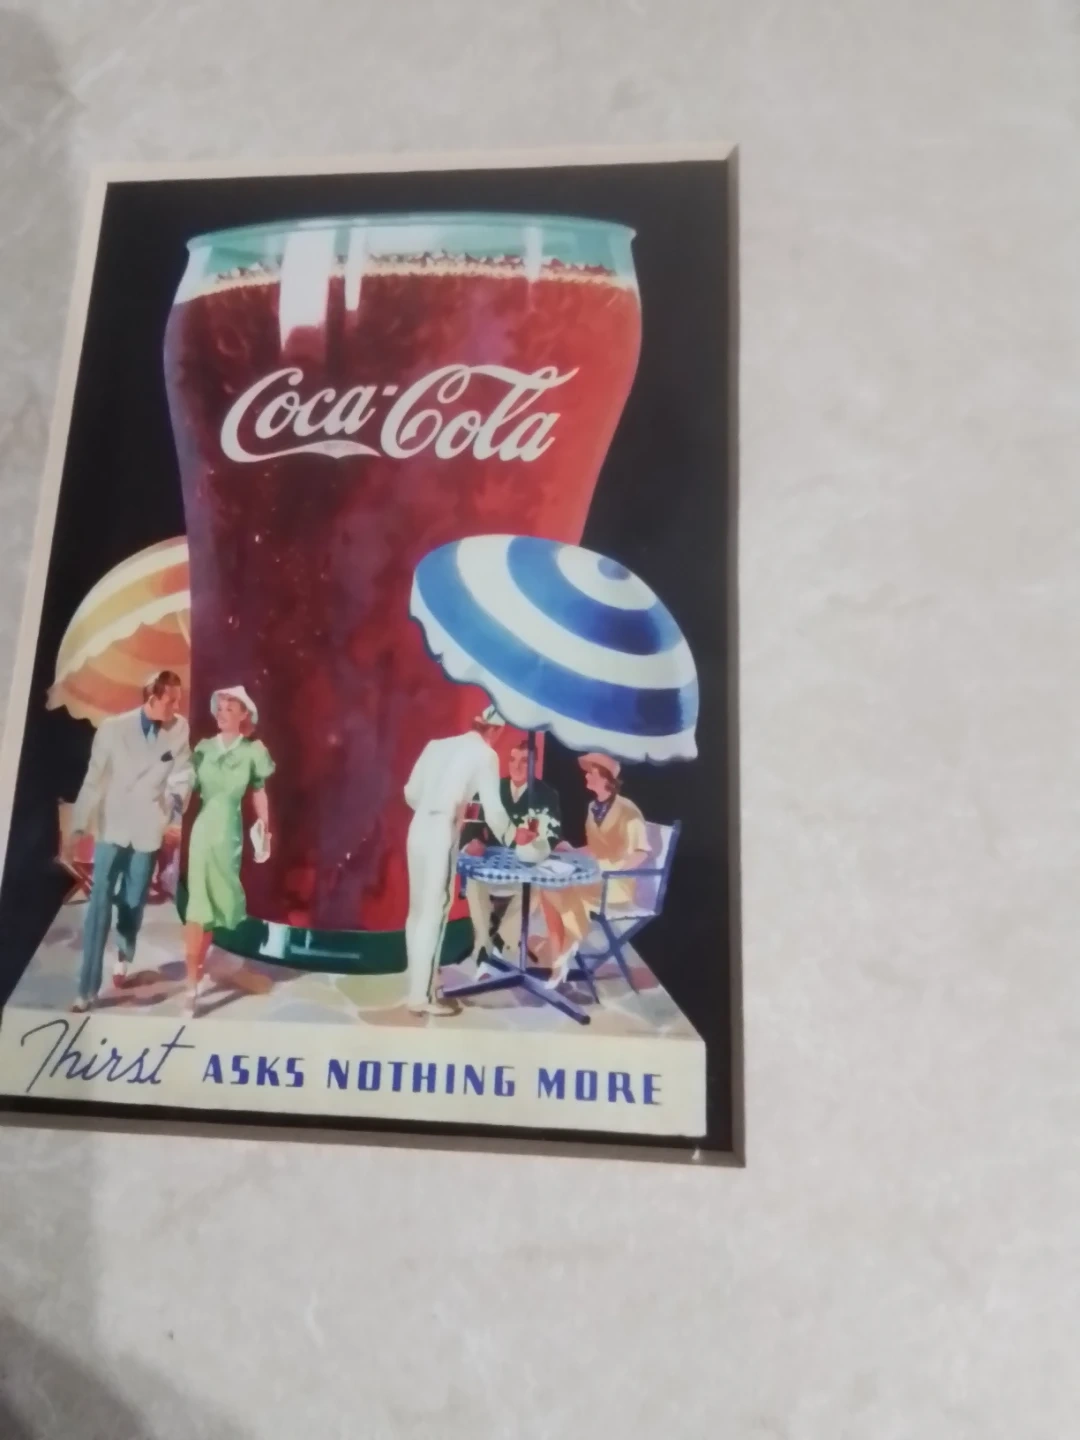 Coca-Cola
Thirst ASKS NOTHING MORE